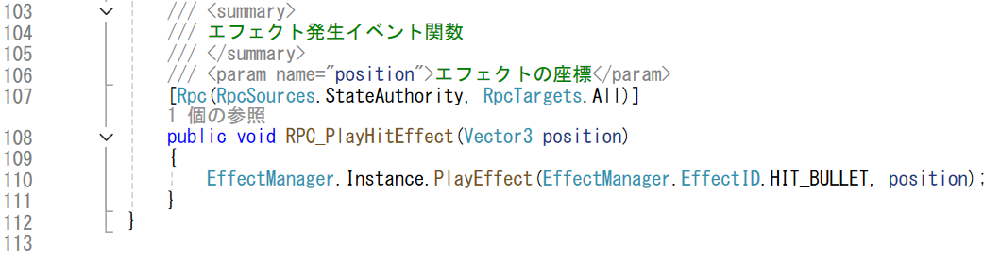 103 /// <summary>
104 /// エフェクト発生イベント関数
105 /// </summary>
106 /// <param name="position">エフェクトの座標</param>
107 [Rpc(RpcSources.StateAuthority, RpcTargets.All)]
1 個の参照
108 public void RPC_PlayHitEffect(Vector3 position)
109 {
110 EffectManager.Instance.PlayEffect(EffectManager.EffectID.HIT_BULLET, position);
111 }
112 }
113